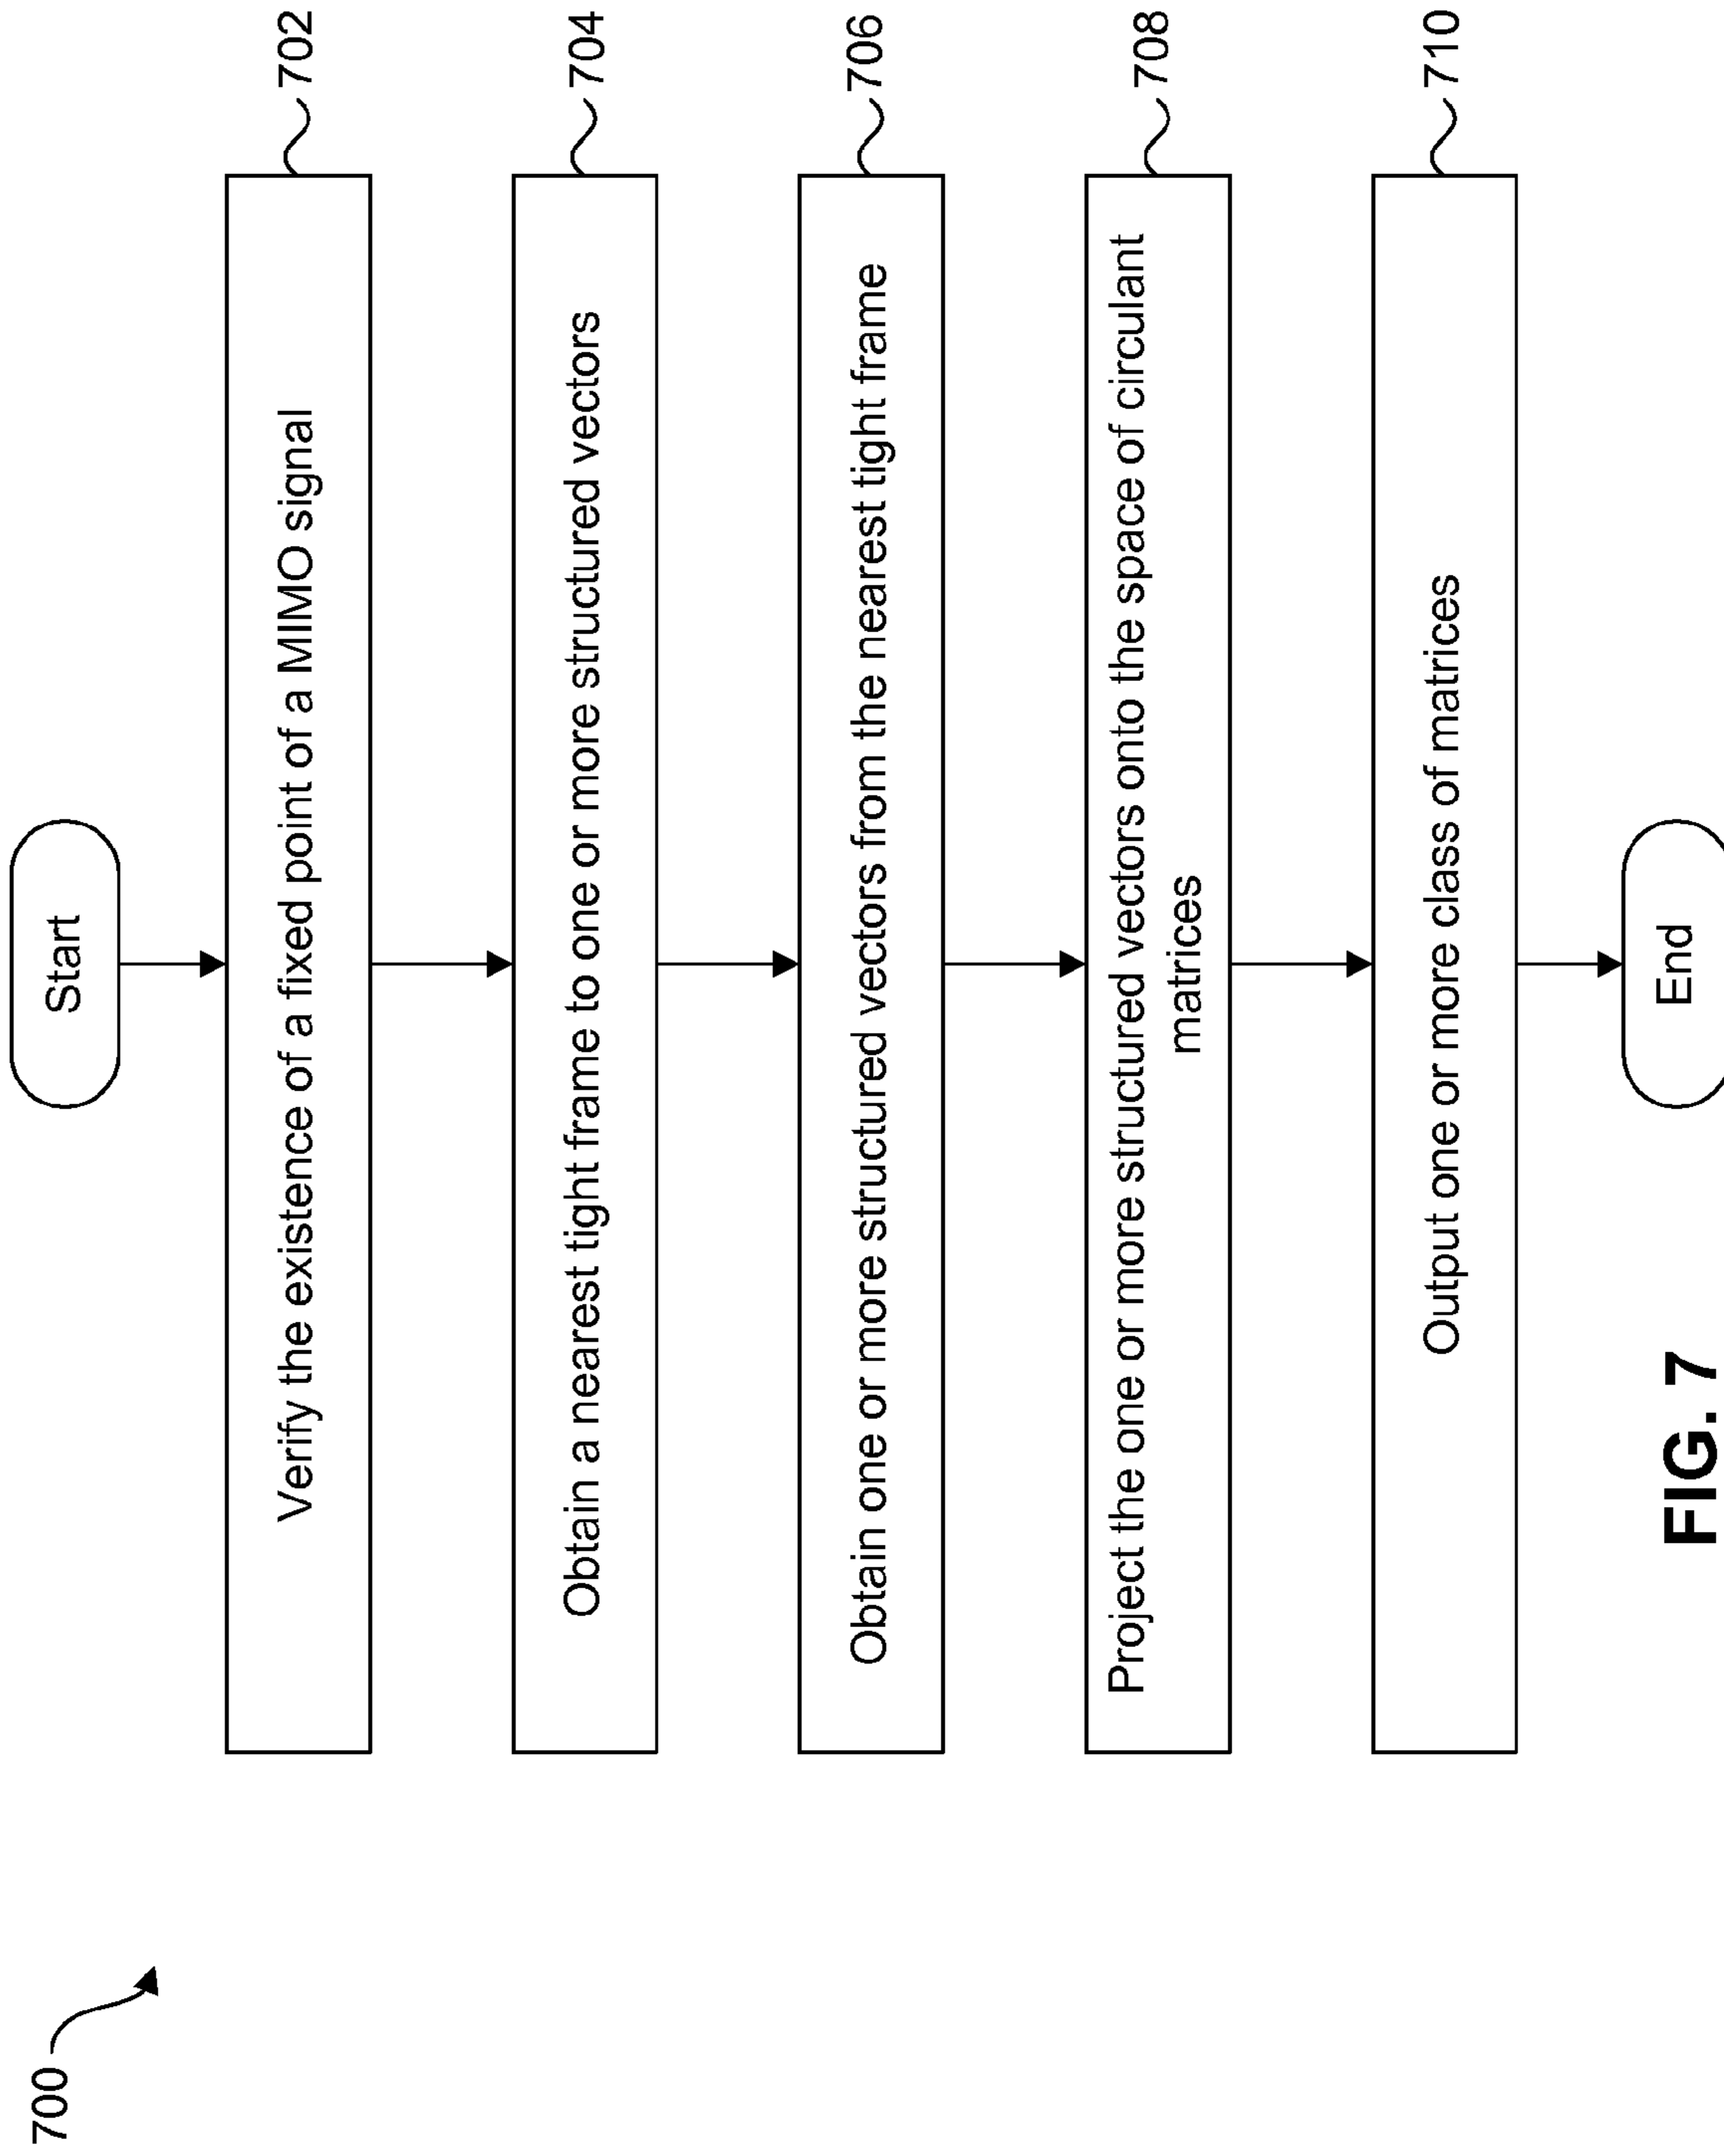 700
Start
Verify the existence of a fixed point of a MIMO signal
702
Obtain a nearest tight frame to one or more structured vectors
704
Obtain one or more structured vectors from the nearest tight frame
706
Project the one or more structured vectors onto the space of circulant
matrices
708
Output one or more class of matrices
710
End
FIG. 7